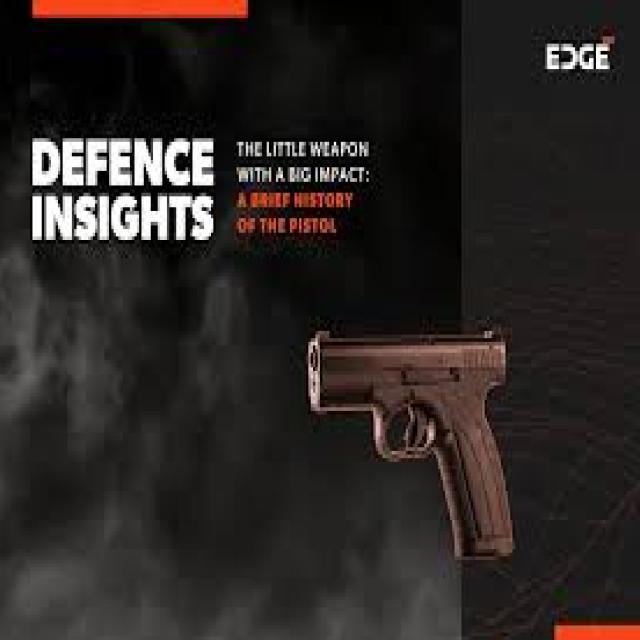 EDGE
DEFENCE
INSIGHTS
THE LITTLE WEAPON
WITH A BIG IMPACT:
A BRIEF HISTORY
OF THE PISTOL